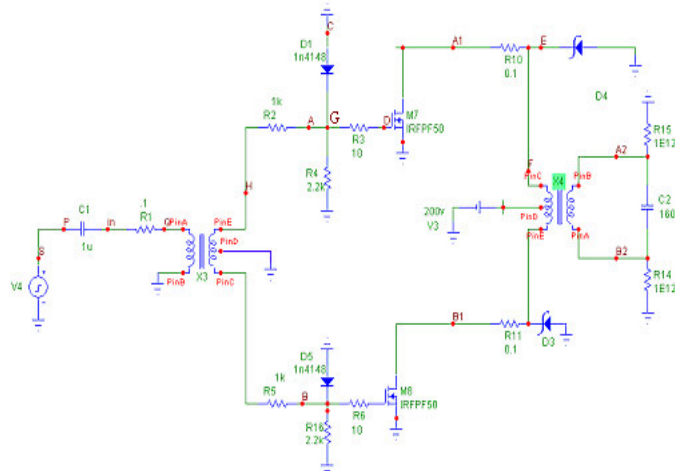 C
A1
R10
0.1
E
D1
1n4148
D4
1k
R2
A
G
R3
10
D
M7
IRFPF50
R15
1E12
R4
2.2k
H
F
A2
PinC
X4
PinB
C2
160
200v
V3
PinD
PinE
PinA
P
C1
1u
in
.1
R1
Q
PinA
PinE
PinD
PinB
X3
PinC
S
V4
B2
R14
1E12
B1
R11
0.1
D3
D5
1n4148
1k
R5
B
R6
10
M8
IRFPF50
R16
2.2k